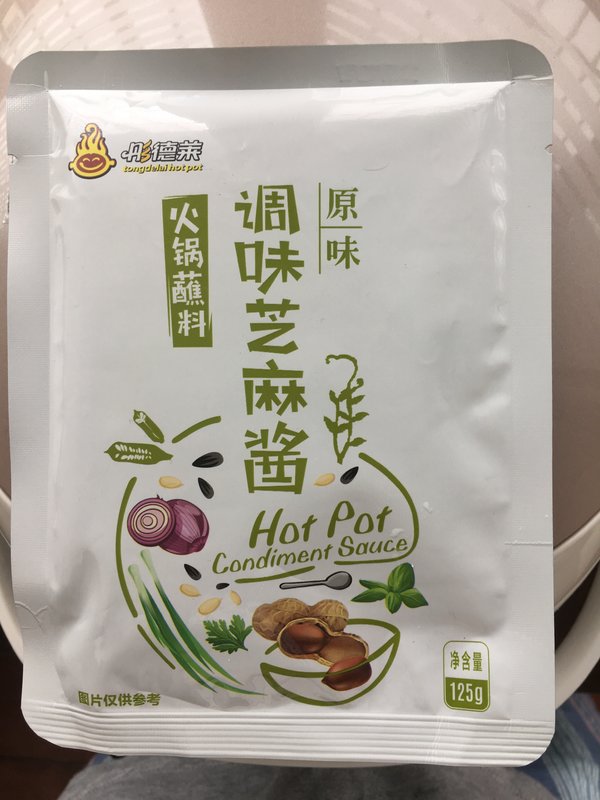 彤德莱
tongdelai hotpot
火锅蘸料
调味芝麻酱
原味
Hot Pot
Condiment Sauce
净含量
125g
图片仅供参考